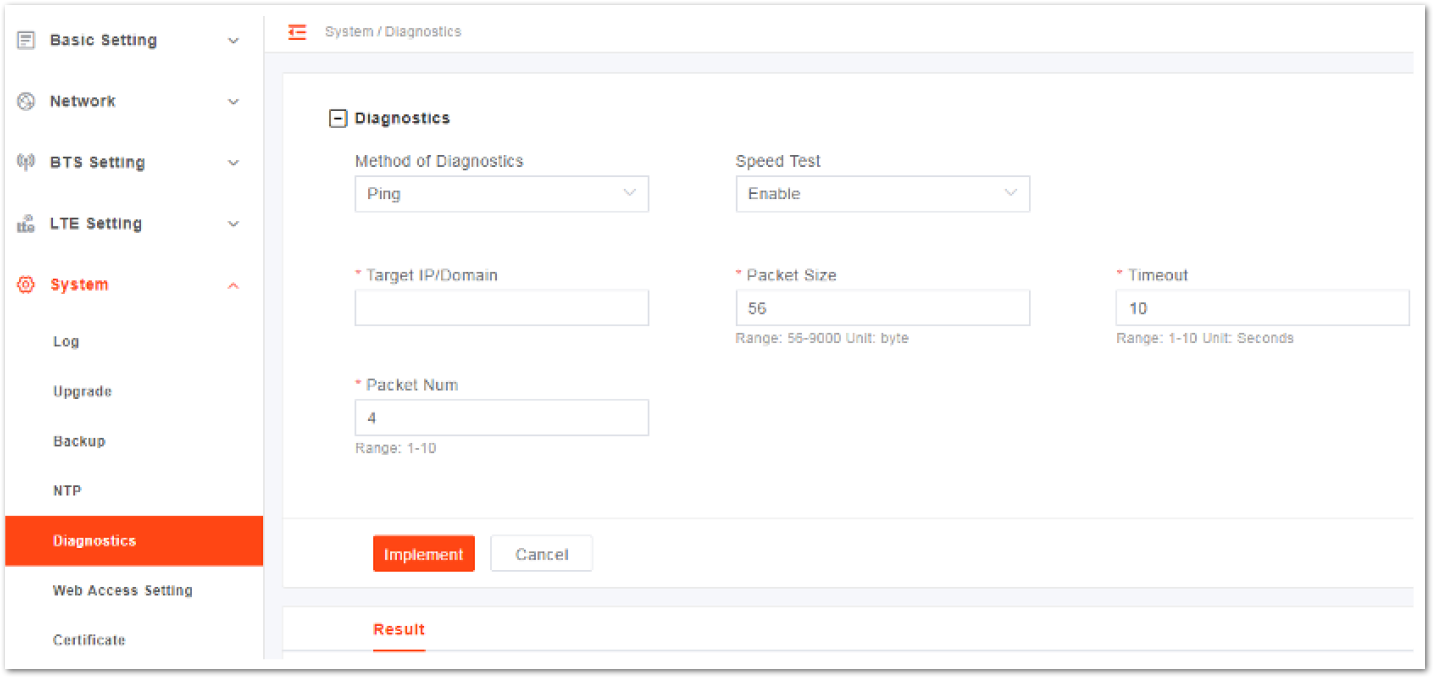 Basic Setting
Network
BTS Setting
LTE Setting
System
Log
Upgrade
Backup
NTP
Diagnostics
Web Access Setting
Certificate
System / Diagnostics
Diagnostics
Method of Diagnostics
Speed Test
Ping
Enable
* Target IP/Domain
* Packet Size
* Timeout
56
10
Range: 56-9000 Unit: byte
Range: 1-10 Unit: Seconds
* Packet Num
4
Range: 1-10
Implement
Cancel
Result